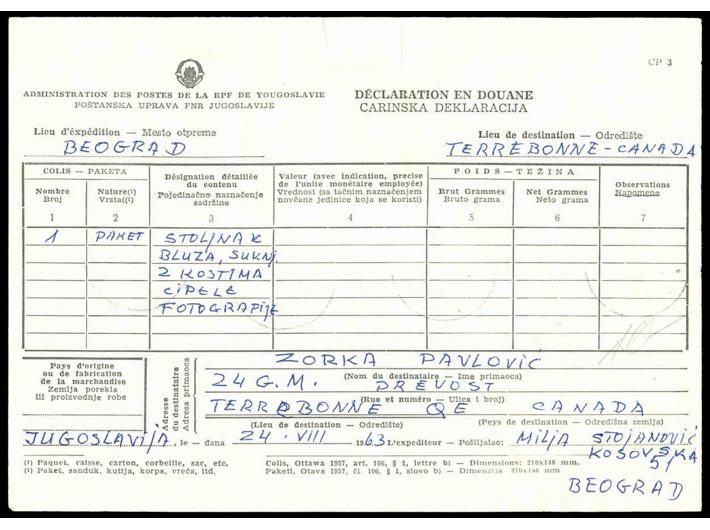 CP 3
ADMINISTRATION DES POSTES DE LA RPF DE YOUGOSLAVIE
POŠTANSKA UPRAVA FNR JUGOSLAVIJE
DÉCLARATION EN DOUANE
CARINSKA DEKLARACIJA
Lieu d'éxpédition — Mesto otpreme
BEOGRAD
Lieu de destination — Odredište
TERREBONNE-CANADA
COLIS — PAKETA
Nombre
Broj
1
Nature(1)
Vrsta((1)
2
Désignation détaillée
du contenu
Pojedinačno naznačenje
sadržine
3
Valeur (avec indication, precise
de l'unite monétaire employée)
Vrednost (sa tačnim naznačenjem
novčane jedinice koja se koristi)
4
POIDS — TEŽINA
Brut Grammes
Bruto grama
5
Net Grammes
Neto grama
6
Observations
Napomene
7
1 PAKET STOLJNAK
BLUZA, SUKNJ
2 KOSTIMA
CIPELE
FOTOGRAFIJE
Pays d'origine
ou de fabrication
de la marchandise
Zemlja porekla
ili proizvodnje robe
Adresse
du destinataire
Adresa primaoca
ZORKA PAVLOVIĆ
(Nom du destinataire — Ime primaoca)
24 G.M. PREVOST
(Rue et numéro — Ulica i broj)
TERREBONNE QE CANADA
(Lieu de destination — Odredište) (Peys de destination — Odredišna zemlja)
JUGOSLAVIJA, le — dana 24. VIII 1963 L'expediteur — Pošiljalac: MILJA STOJANOVIĆ
KOSOVSKA
51
BEOGRAD
(1) Paquet, caisse, carton, corbeille, sac, etc.
(1) Paket, sanduk, kutija, korpa, vreća, itd.
Colis, Ottawa 1957, art. 106, § 1, lettre b) — Dimensions: 210x148 mm.
Paketi, Otava 1957, čl. 106, § 1, slovo b) — Dimenzija 210x148 mm